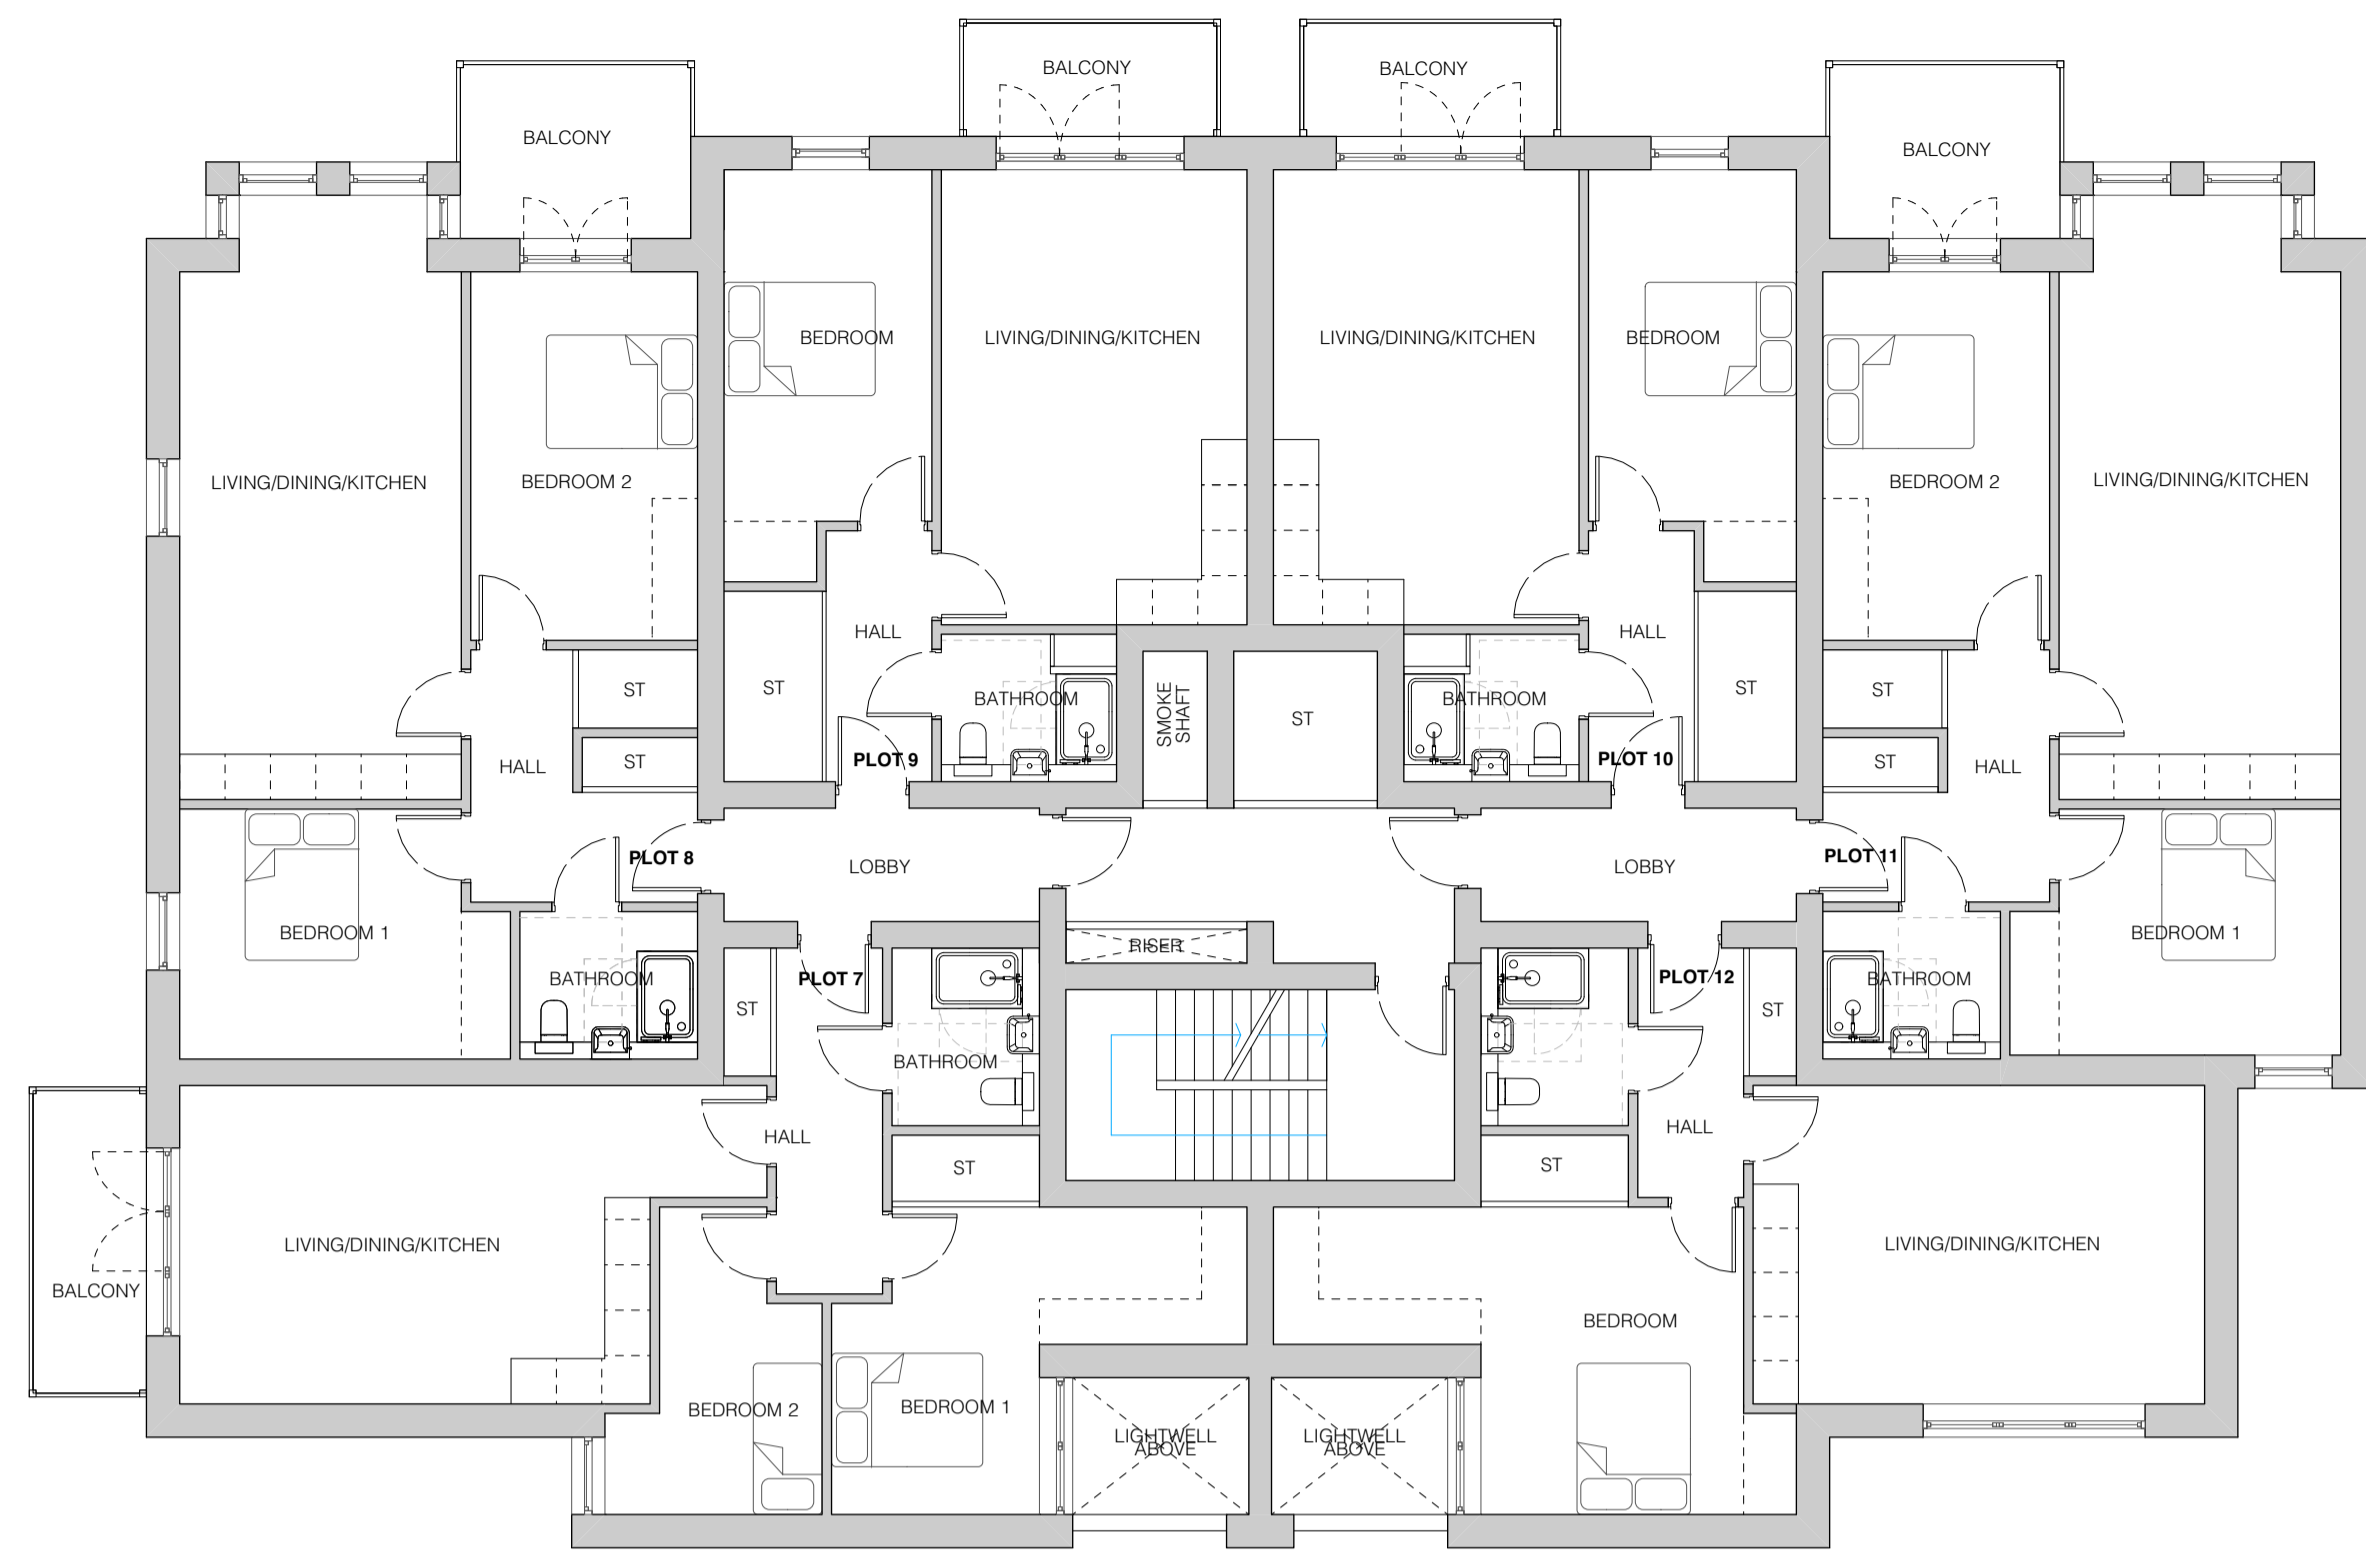 BALCONY
BALCONY
BALCONY
BALCONY
BEDROOM
LIVING/DINING/KITCHEN
LIVING/DINING/KITCHEN
BEDROOM
LIVING/DINING/KITCHEN
BEDROOM 2
BEDROOM 2
LIVING/DINING/KITCHEN
HALL
HALL
ST
ST
BATHROOM
SMOKE
SHAFT
ST
BATHROOM
ST
ST
ST
PLOT 9
PLOT 10
ST
HALL
HALL
PLOT 8
LOBBY
LOBBY
PLOT 11
BEDROOM 1
RISER
BEDROOM 1
BATHROOM
PLOT 7
PLOT 12
BATHROOM
ST
ST
BATHROOM
HALL
HALL
ST
ST
LIVING/DINING/KITCHEN
LIVING/DINING/KITCHEN
BALCONY
BEDROOM
BEDROOM 2
BEDROOM 1
LIGHTWELL
ABOVE
LIGHTWELL
ABOVE